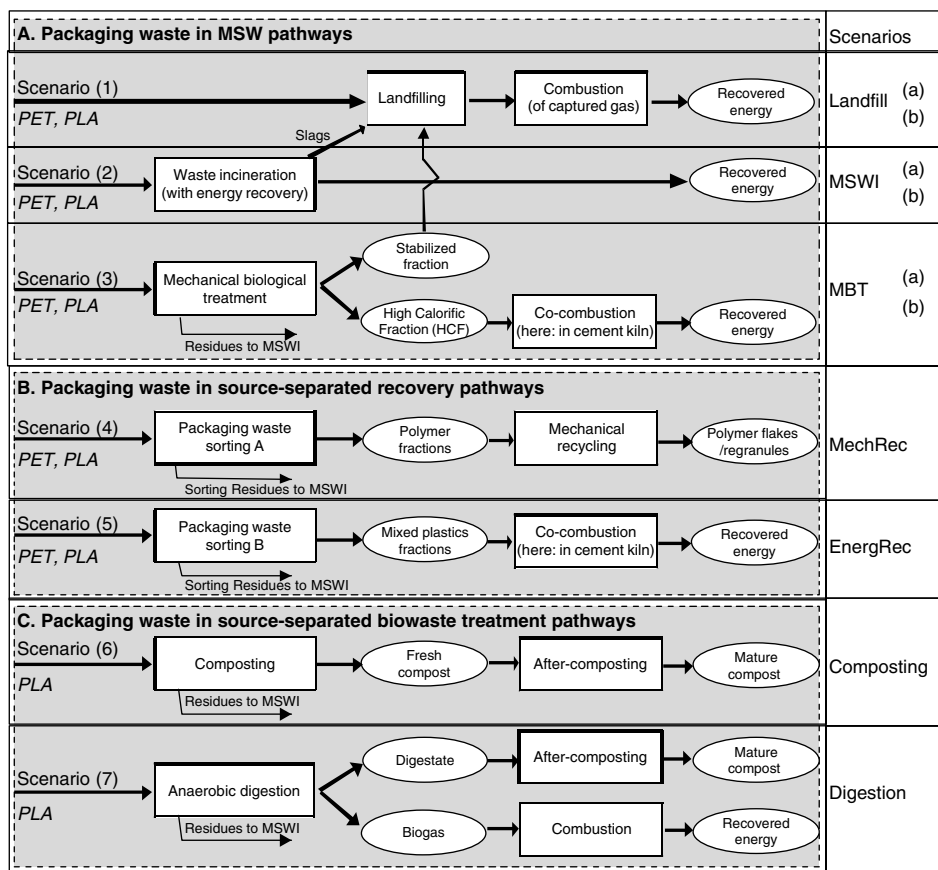 A. Packaging waste in MSW pathways
Scenarios
Scenario (1)
PET, PLA
Landfilling
Combustion
(of captured gas)
Recovered
energy
Landfill
(a)
(b)
Slags
Scenario (2)
PET, PLA
Waste incineration
(with energy recovery)
Recovered
energy
MSWI
(a)
(b)
Scenario (3)
PET, PLA
Mechanical biological
treatment
Residues to MSWI
Stabilized
fraction
High Calorific
Fraction (HCF)
Co-combustion
(here: in cement kiln)
Recovered
energy
MBT
(a)
(b)
B. Packaging waste in source-separated recovery pathways
Scenario (4)
PET, PLA
Packaging waste
sorting A
Sorting Residues to MSWI
Polymer
fractions
Mechanical
recycling
Polymer flakes
/regranules
MechRec
Scenario (5)
PET, PLA
Packaging waste
sorting B
Sorting Residues to MSWI
Mixed plastics
fractions
Co-combustion
(here: in cement kiln)
Recovered
energy
EnergRec
C. Packaging waste in source-separated biowaste treatment pathways
Scenario (6)
PLA
Composting
Residues to MSWI
Fresh
compost
After-composting
Mature
compost
Composting
Scenario (7)
PLA
Anaerobic digestion
Residues to MSWI
Digestate
After-composting
Mature
compost
Biogas
Combustion
Recovered
energy
Digestion